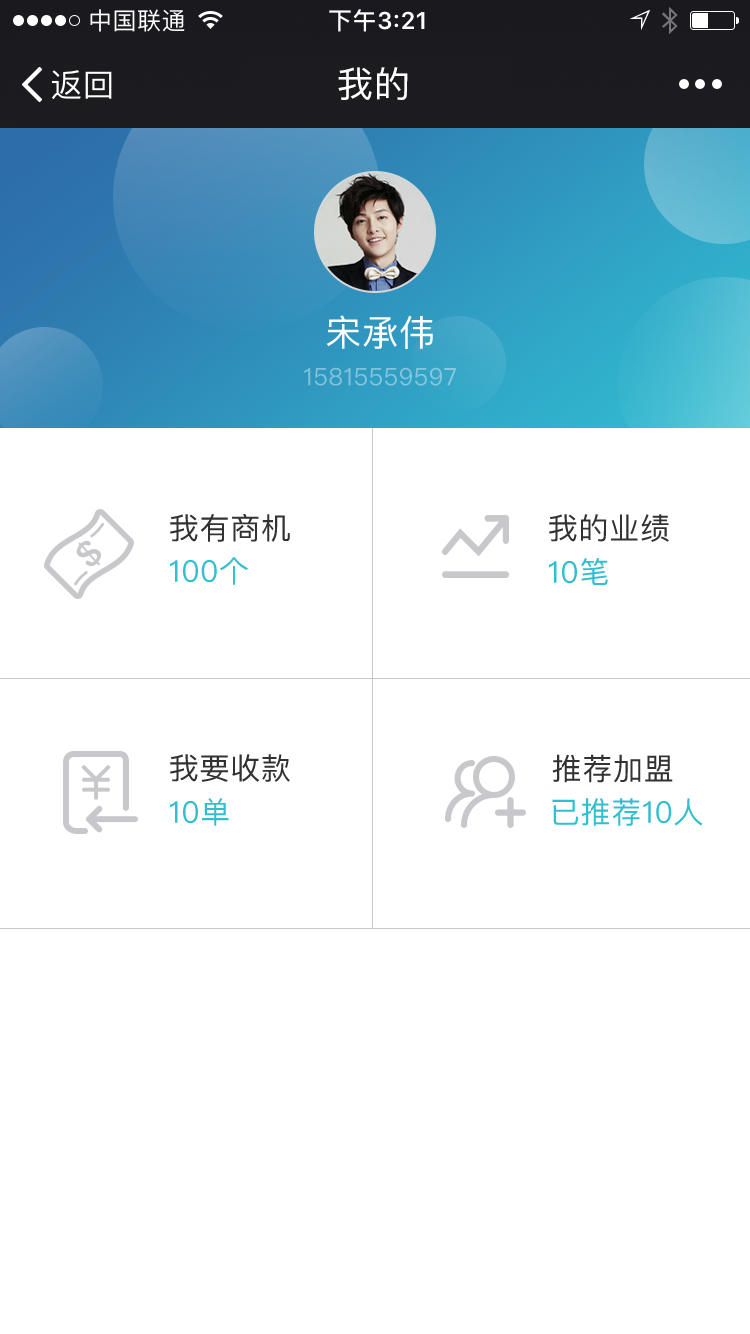 中国联通
下午3:21
返回
我的
宋承伟
15815559597
我有商机
100个
我的业绩
10笔
我要收款
10单
推荐加盟
已推荐10人